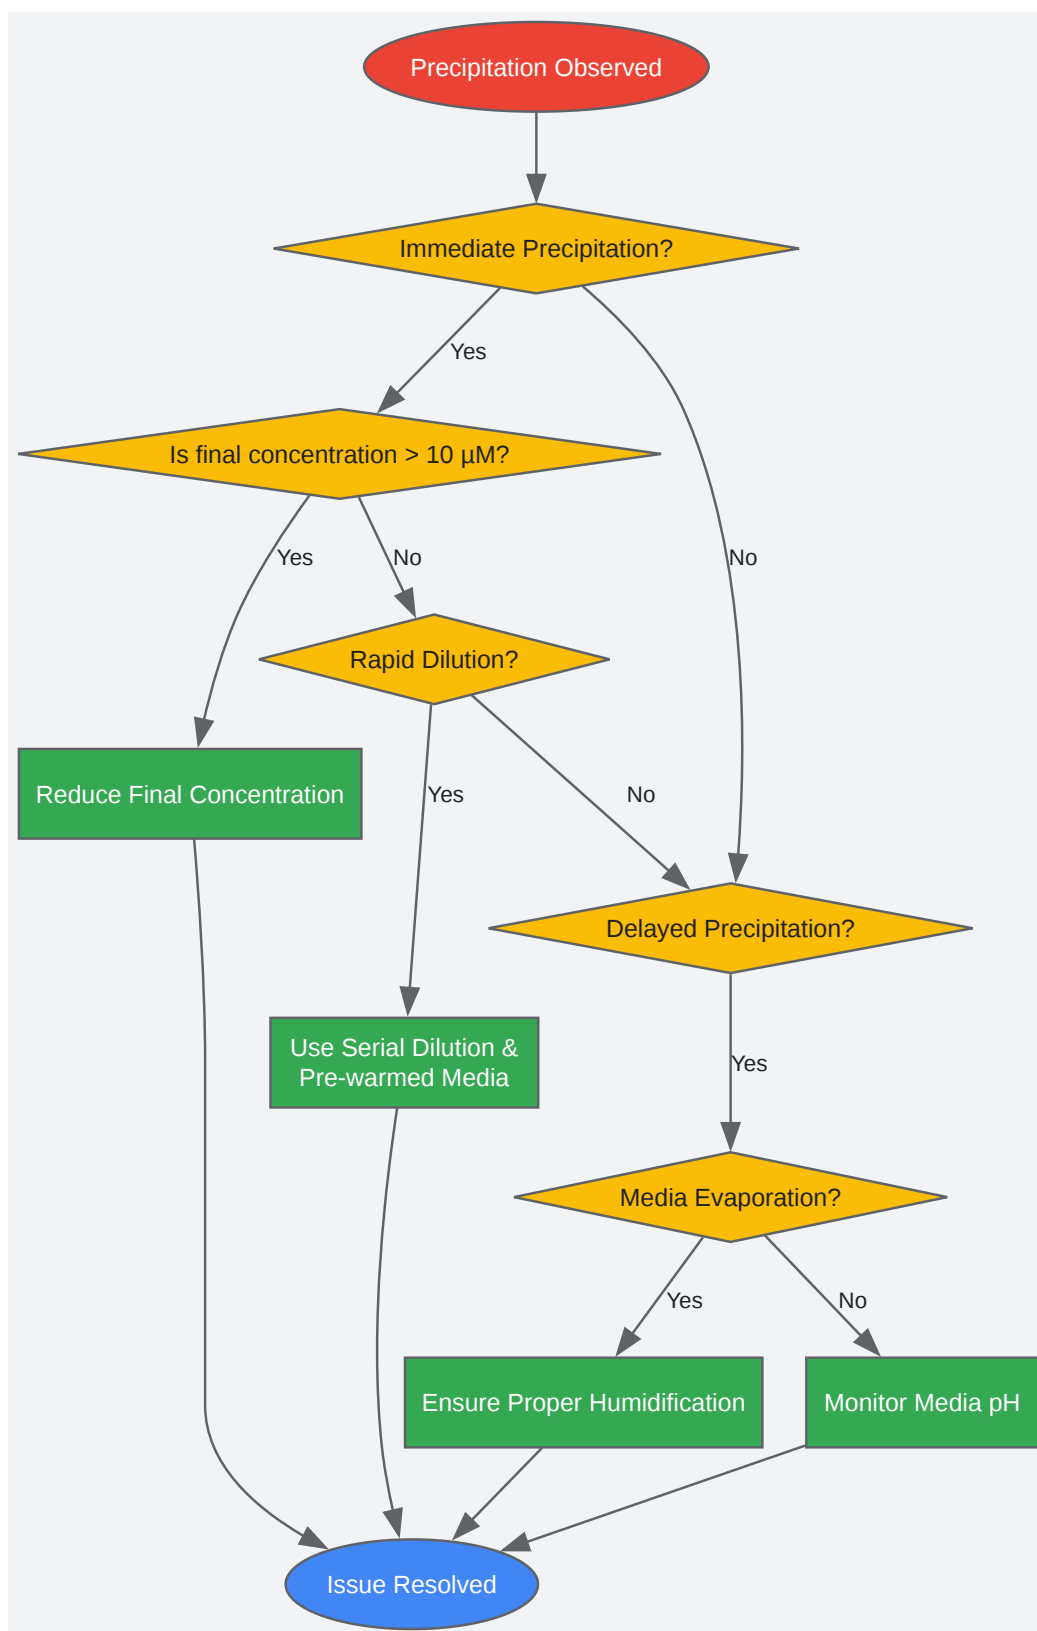 Precipitation Observed
Immediate Precipitation?
Yes
Is final concentration > 10 µM?
Yes
No
No
Rapid Dilution?
Reduce Final Concentration
Yes
No
Delayed Precipitation?
Use Serial Dilution &
Pre-warmed Media
Yes
Media Evaporation?
Yes
No
Ensure Proper Humidification
Monitor Media pH
Issue Resolved